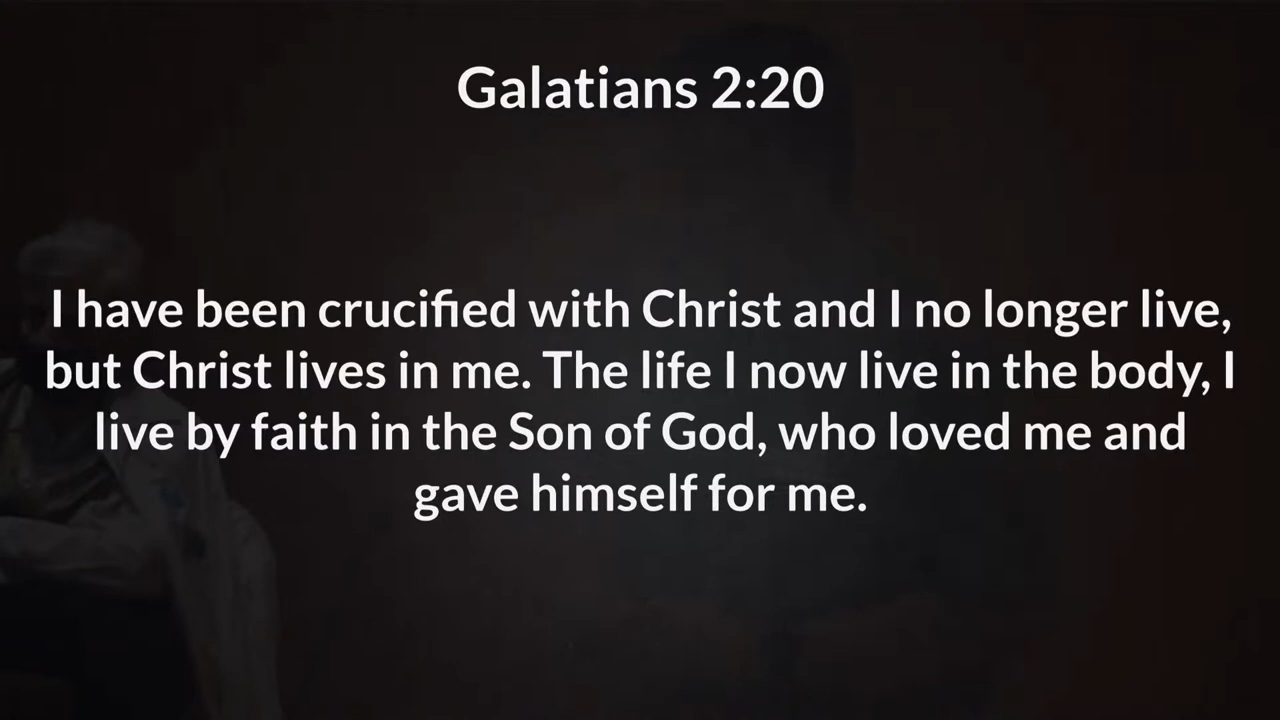 Galatians 2:20
I have been crucified with Christ and I no longer live,
but Christ lives in me. The life I now live in the body, I
live by faith in the Son of God, who loved me and
gave himself for me.